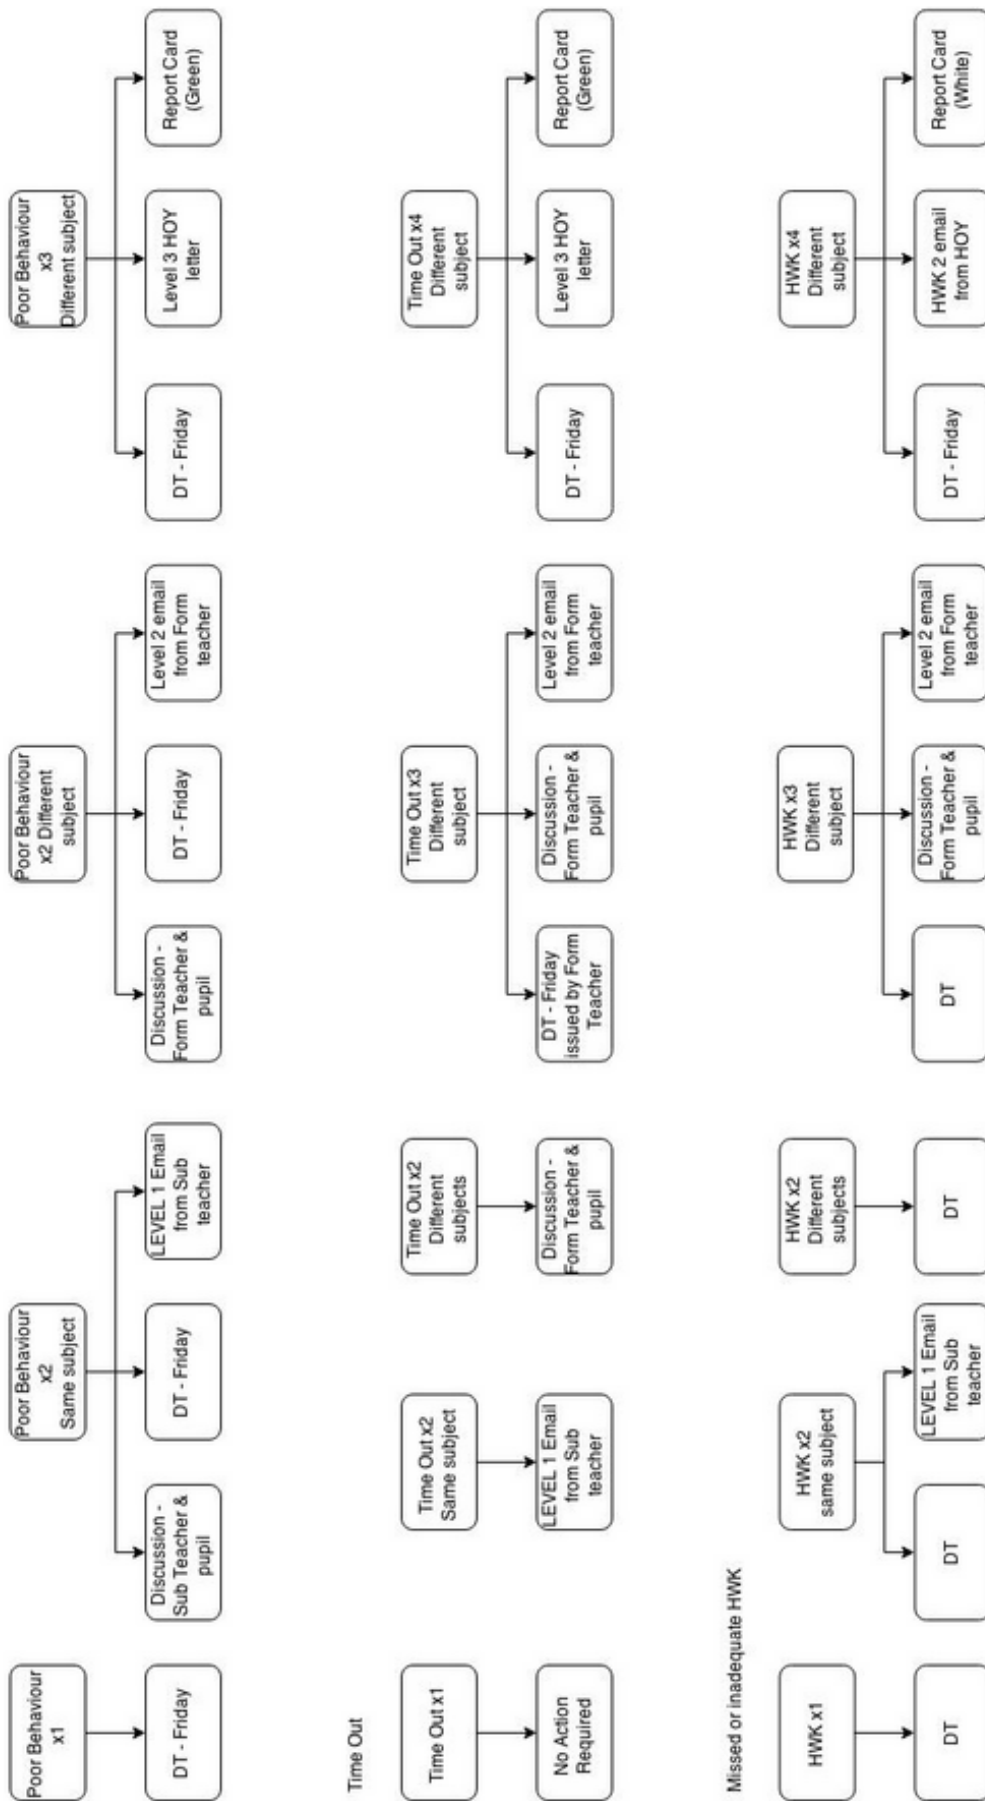 Poor Behaviour
x1
DT - Friday
Poor Behaviour
x2
Same subject
Discussion -
Sub Teacher &
pupil
DT - Friday
LEVEL 1 Email
from Sub
teacher
Poor Behaviour
x2 Different
subject
Discussion -
Form Teacher &
pupil
DT - Friday
Level 2 email
from Form
teacher
Poor Behaviour
x3
Different subject
DT - Friday
Level 3 HOY
letter
Report Card
(Green)
Time Out
Time Out x1
No Action
Required
Time Out x2
Same subject
LEVEL 1 Email
from Sub
teacher
Time Out x2
Different
subjects
Discussion -
Form Teacher &
pupil
Time Out x3
Different
subject
DT - Friday
issued by Form
Teacher
Discussion -
Form Teacher &
pupil
Level 2 email
from Form
teacher
Time Out x4
Different
subject
DT - Friday
Level 3 HOY
letter
Report Card
(Green)
Missed or inadequate HWK
HWK x1
DT
HWK x2
same subject
DT
LEVEL 1 Email
from Sub
teacher
HWK x2
Different
subjects
DT
HWK x3
Different
subject
DT
Discussion -
Form Teacher &
pupil
Level 2 email
from Form
teacher
HWK x4
Different
subject
DT - Friday
HWK 2 email
from HOY
Report Card
(White)